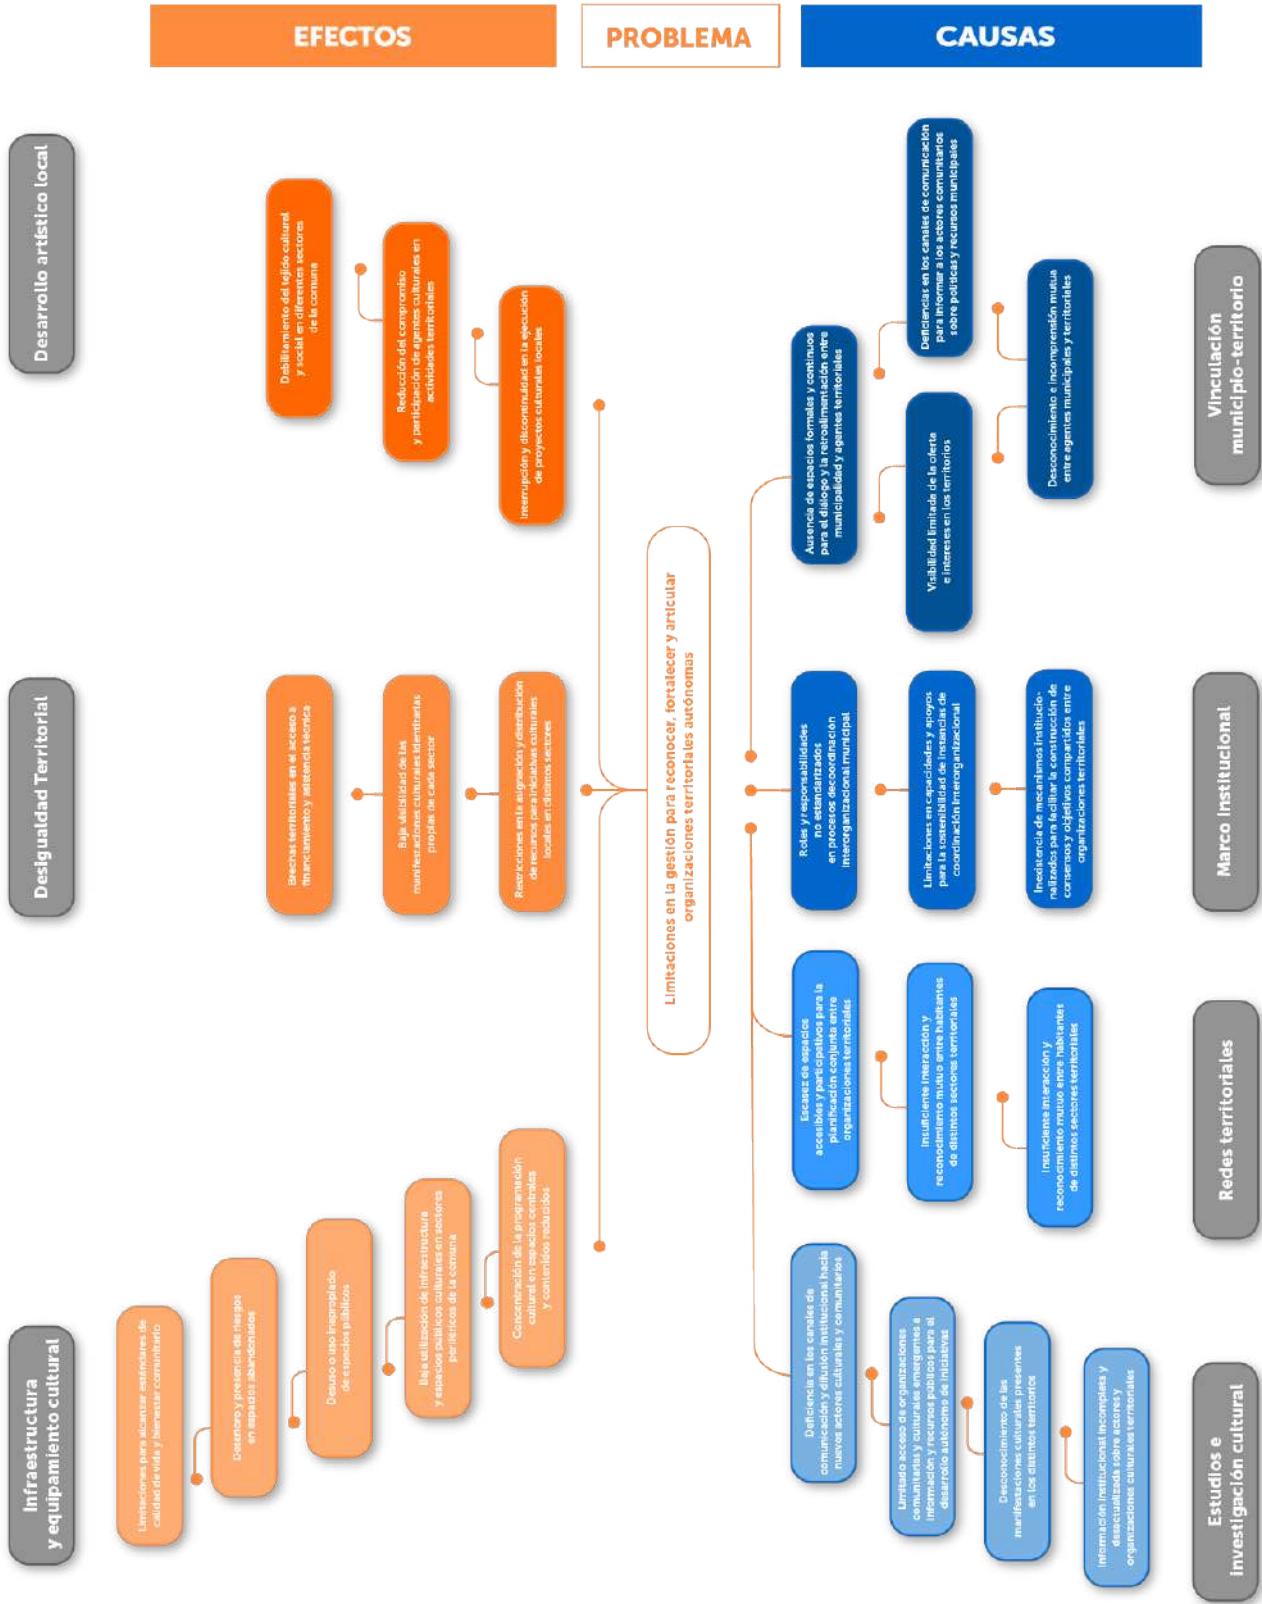 EFECTOS
PROBLEMA
CAUSAS
Infraestructura
y equipamiento cultural
Desigualdad Territorial
Desarrollo artístico local
Limitaciones para alcanzar estándares de
calidad de vida y bienestar comunitario
Deterioro y presencia de riesgos
en espacios abandonados
Desuso o uso inapropiado
de espacios públicos
Baja utilización de infraestructura
y espacios públicos culturales en sectores
periféricos de la comuna
Concentración de la programación
cultural en espacios centrales
y contenidos reducidos
Brechas territoriales en el acceso a
financiamiento y asistencia técnica
Baja visibilidad de las
manifestaciones culturales identitarias
propias de cada sector
Restricciones en la asignación y distribución
de recursos para iniciativas culturales
locales en distintos sectores
Debilitamiento del tejido cultural
y social en diferentes sectores
de la comuna
Reducción del compromiso
y participación de agentes culturales en
actividades territoriales
Interrupción y discontinuidad en la ejecución
de proyectos culturales locales
Limitaciones en la gestión para reconocer, fortalecer y articular
organizaciones territoriales autónomas
Deficiencia en los canales de
comunicación y difusión institucional hacia
nuevos actores culturales y comunitarios
Limitado acceso de organizaciones
comunitarias y culturales emergentes a
información y recursos públicos para el
desarrollo autónomo de iniciativas
Desconocimiento de las
manifestaciones culturales presentes
en los distintos territorios
Información institucional incompleta y
desactualizada sobre actores y
organizaciones culturales territoriales
Escasez de espacios
accesibles y participativos para la
planificación conjunta entre
organizaciones territoriales
Insuficiente interacción y
reconocimiento mutuo entre habitantes
de distintos sectores territoriales
Insuficiente interacción y
reconocimiento mutuo entre habitantes
de distintos sectores territoriales
Roles y responsabilidades
no estandarizados
en procesos decoordinación
interorganizacional municipal
Limitaciones en capacidades y apoyos
para la sostenibilidad de instancias de
coordinación interorganizacional
Inexistencia de mecanismos institucio-
nalizados para facilitar la construcción de
consensos y objetivos compartidos entre
organizaciones territoriales
Ausencia de espacios formales y continuos
para el diálogo y la retroalimentación entre
municipalidad y agentes territoriales
Visibilidad limitada de la oferta
e intereses en los territorios
Deficiencias en los canales de comunicación
para informar a los actores comunitarios
sobre políticas y recursos municipales
Desconocimiento e incomprensión mutua
entre agentes municipales y territoriales
Estudios e
investigación cultural
Redes territoriales
Marco Institucional
Vinculación
municipio-territorio